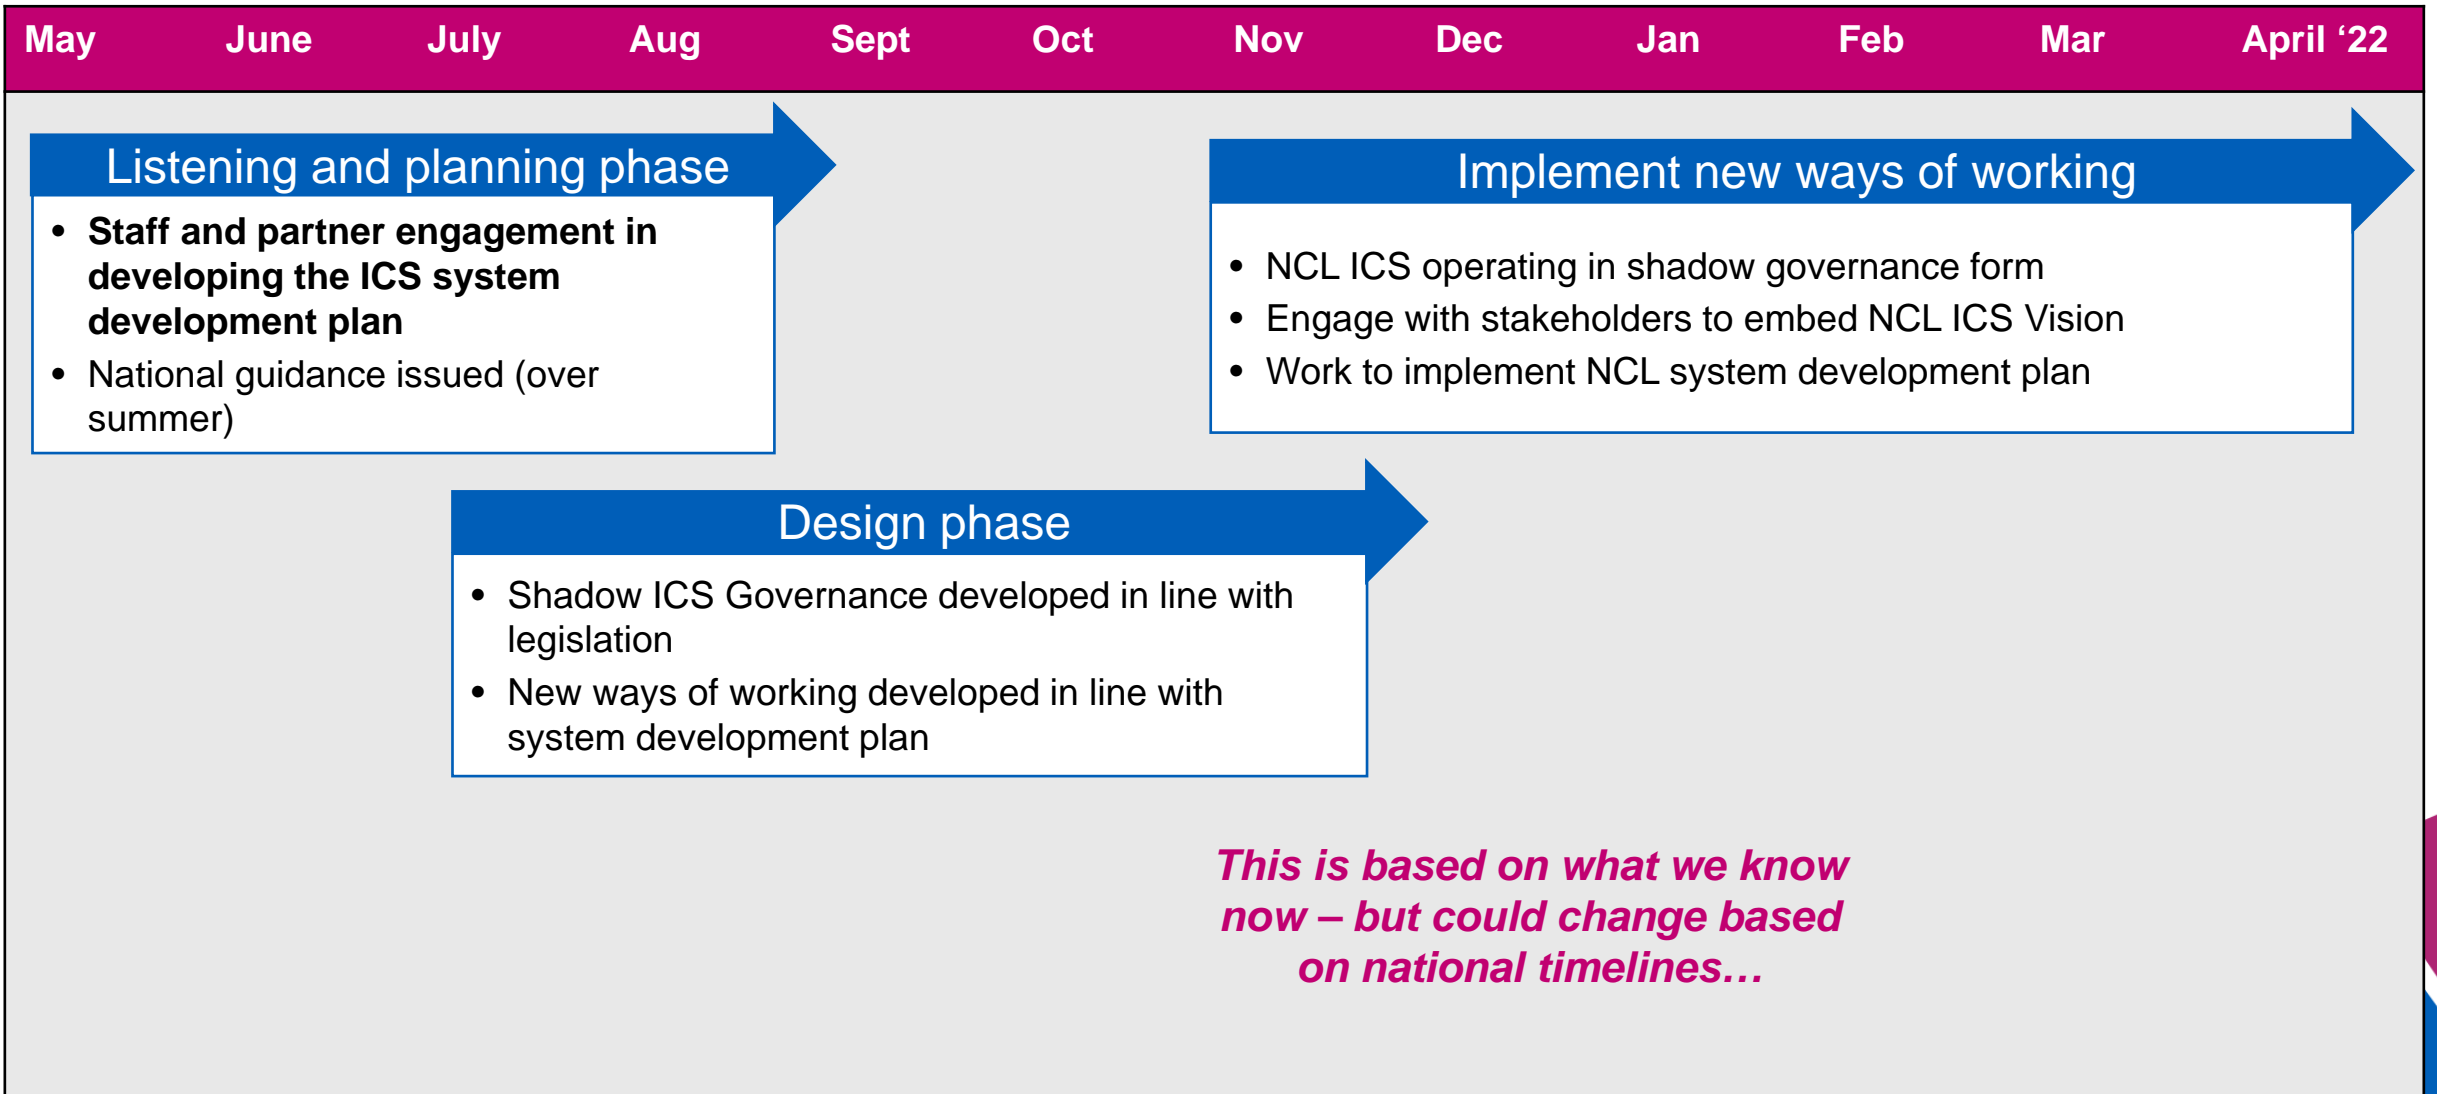 May June July Aug Sept Oct Nov Dec Jan Feb Mar April ‘22
Listening and planning phase
• Staff and partner engagement in
developing the ICS system
development plan
• National guidance issued (over
summer)
Implement new ways of working
• NCL ICS operating in shadow governance form
• Engage with stakeholders to embed NCL ICS Vision
• Work to implement NCL system development plan
Design phase
• Shadow ICS Governance developed in line with
legislation
• New ways of working developed in line with
system development plan
This is based on what we know
now – but could change based
on national timelines…